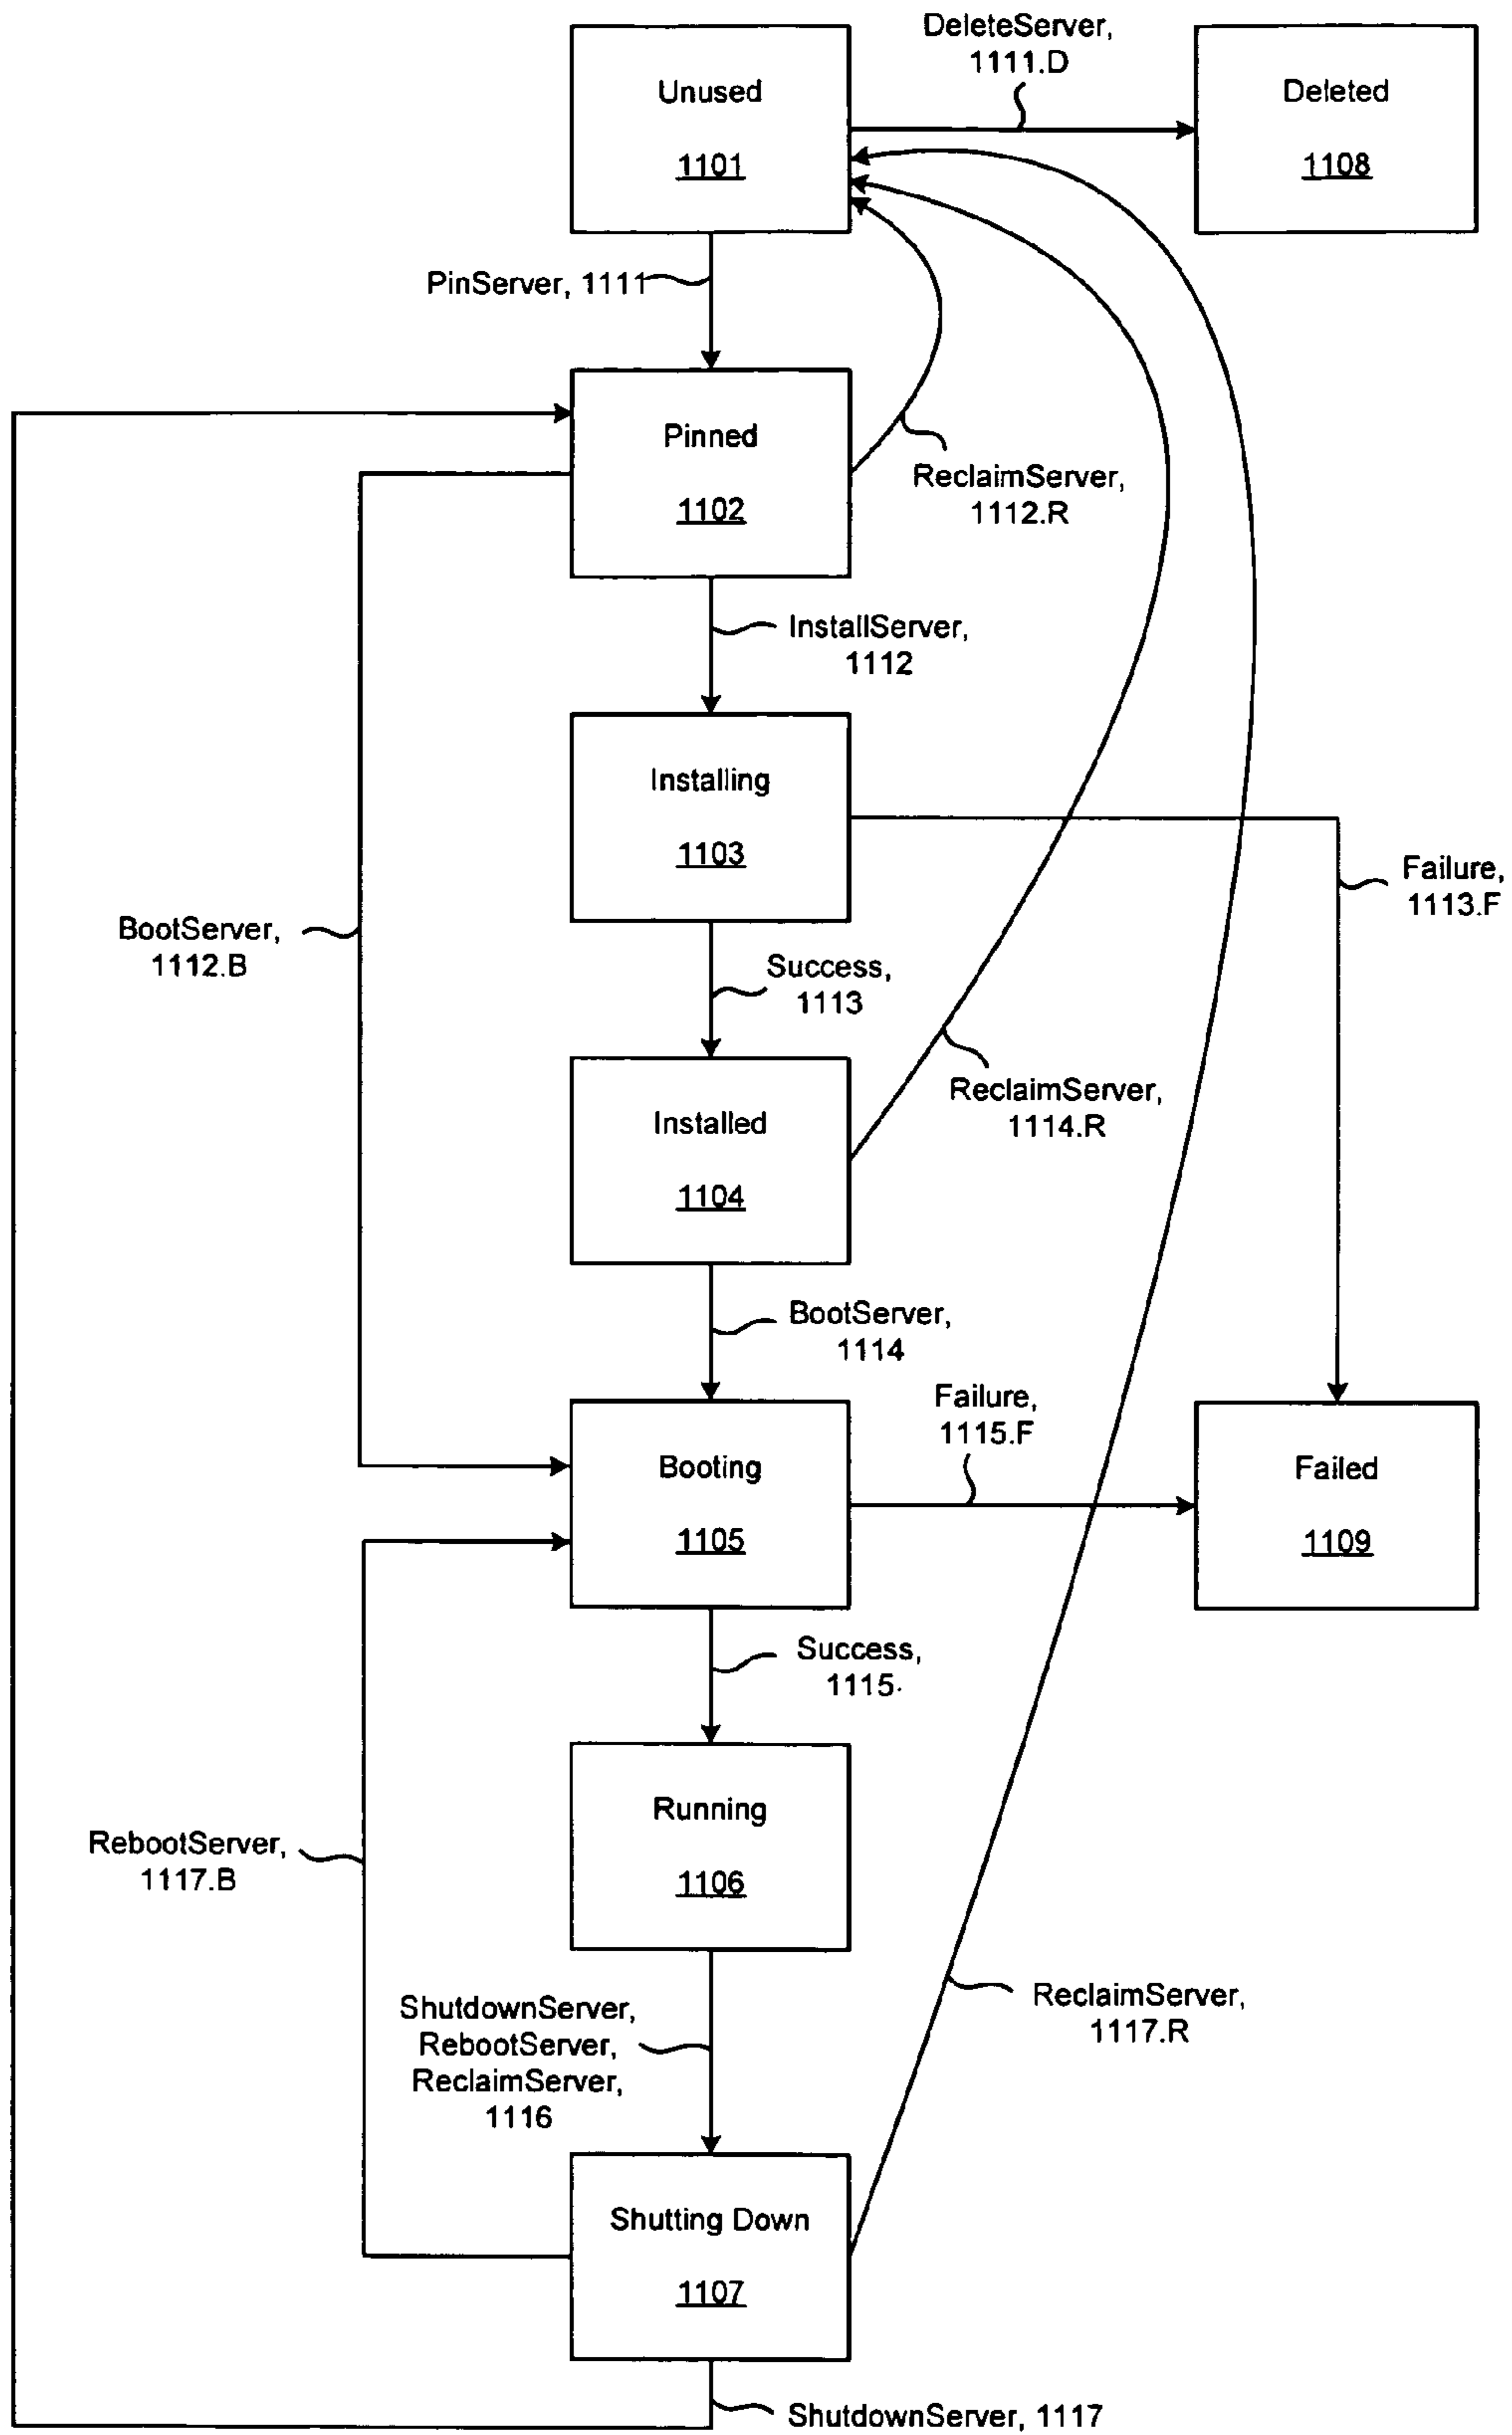 DeleteServer,
1111.D
Unused
1101
Deleted
1108
PinServer, 1111
Pinned
1102
ReclaimServer,
1112.R
InstallServer,
1112
Installing
1103
Failure,
1113.F
BootServer,
1112.B
Success,
1113
ReclaimServer,
1114.R
Installed
1104
BootServer,
1114
Failure,
1115.F
Booting
1105
Failed
1109
Success,
1115
Running
1106
RebootServer,
1117.B
ShutdownServer,
RebootServer,
ReclaimServer,
1116
ReclaimServer,
1117.R
Shutting Down
1107
ShutdownServer, 1117